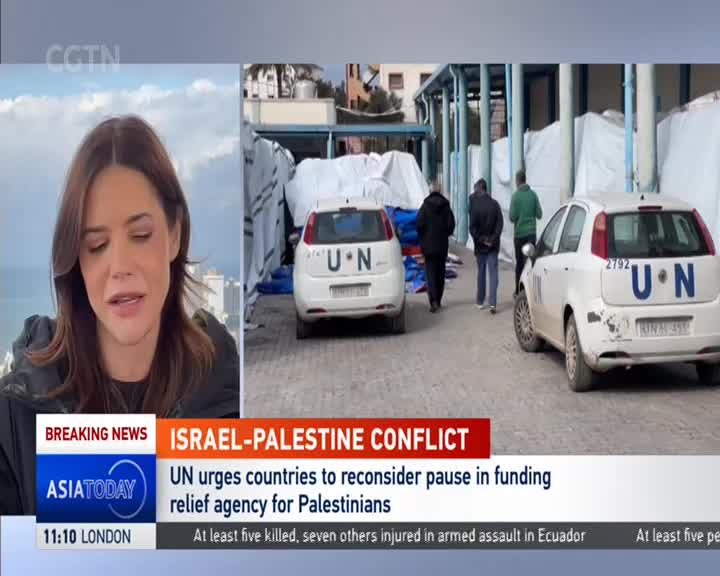 CGTN
U N
2792
U N
BREAKING NEWS
ISRAEL-PALESTINE CONFLICT
ASIA TODAY
UN urges countries to reconsider pause in funding
relief agency for Palestinians
11:10 LONDON
At least five killed, seven others injured in armed assault in Ecuador
At least five pe